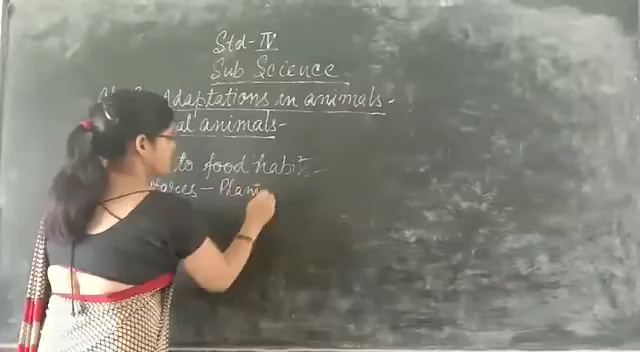 Std-IV
Sub Science
Adaptations in animals-
al animals-
to food habit-
Plant